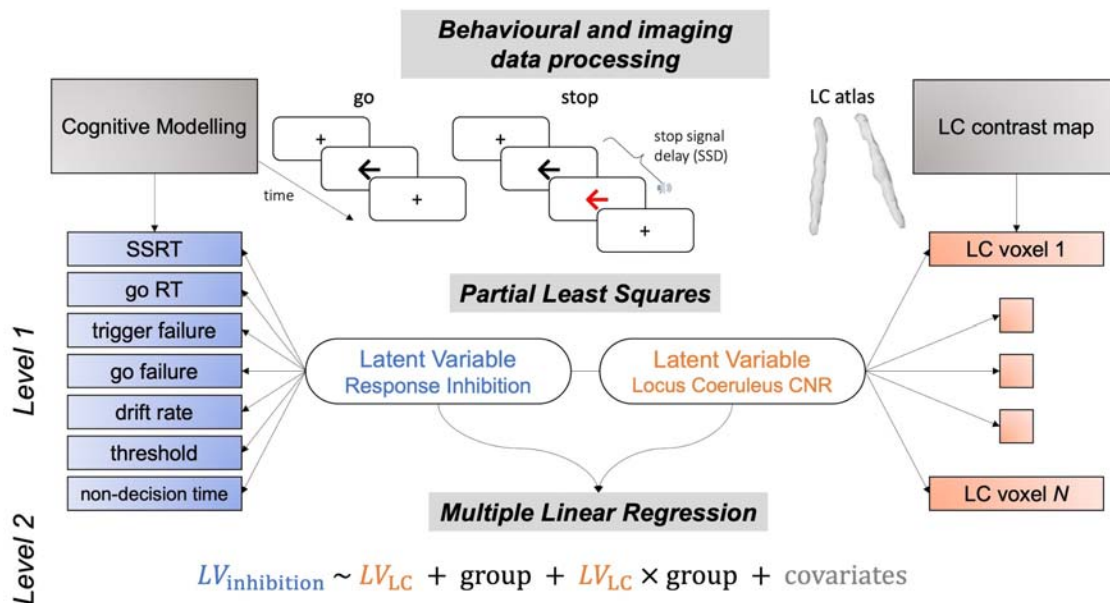 Behavioural and imaging
data processing
go
stop
LC atlas
Cognitive Modelling
LC contrast map
+
+
stop signal
delay (SSD)
time
+
+
SSRT
LC voxel 1
go RT
Partial Least Squares
trigger failure
Level 1
Latent Variable
Response Inhibition
Latent Variable
Locus Coeruleus CNR
go failure
drift rate
threshold
non-decision time
LC voxel N
Multiple Linear Regression
Level 2
LV_inhibition ~ LV_LC + group + LV_LC × group + covariates